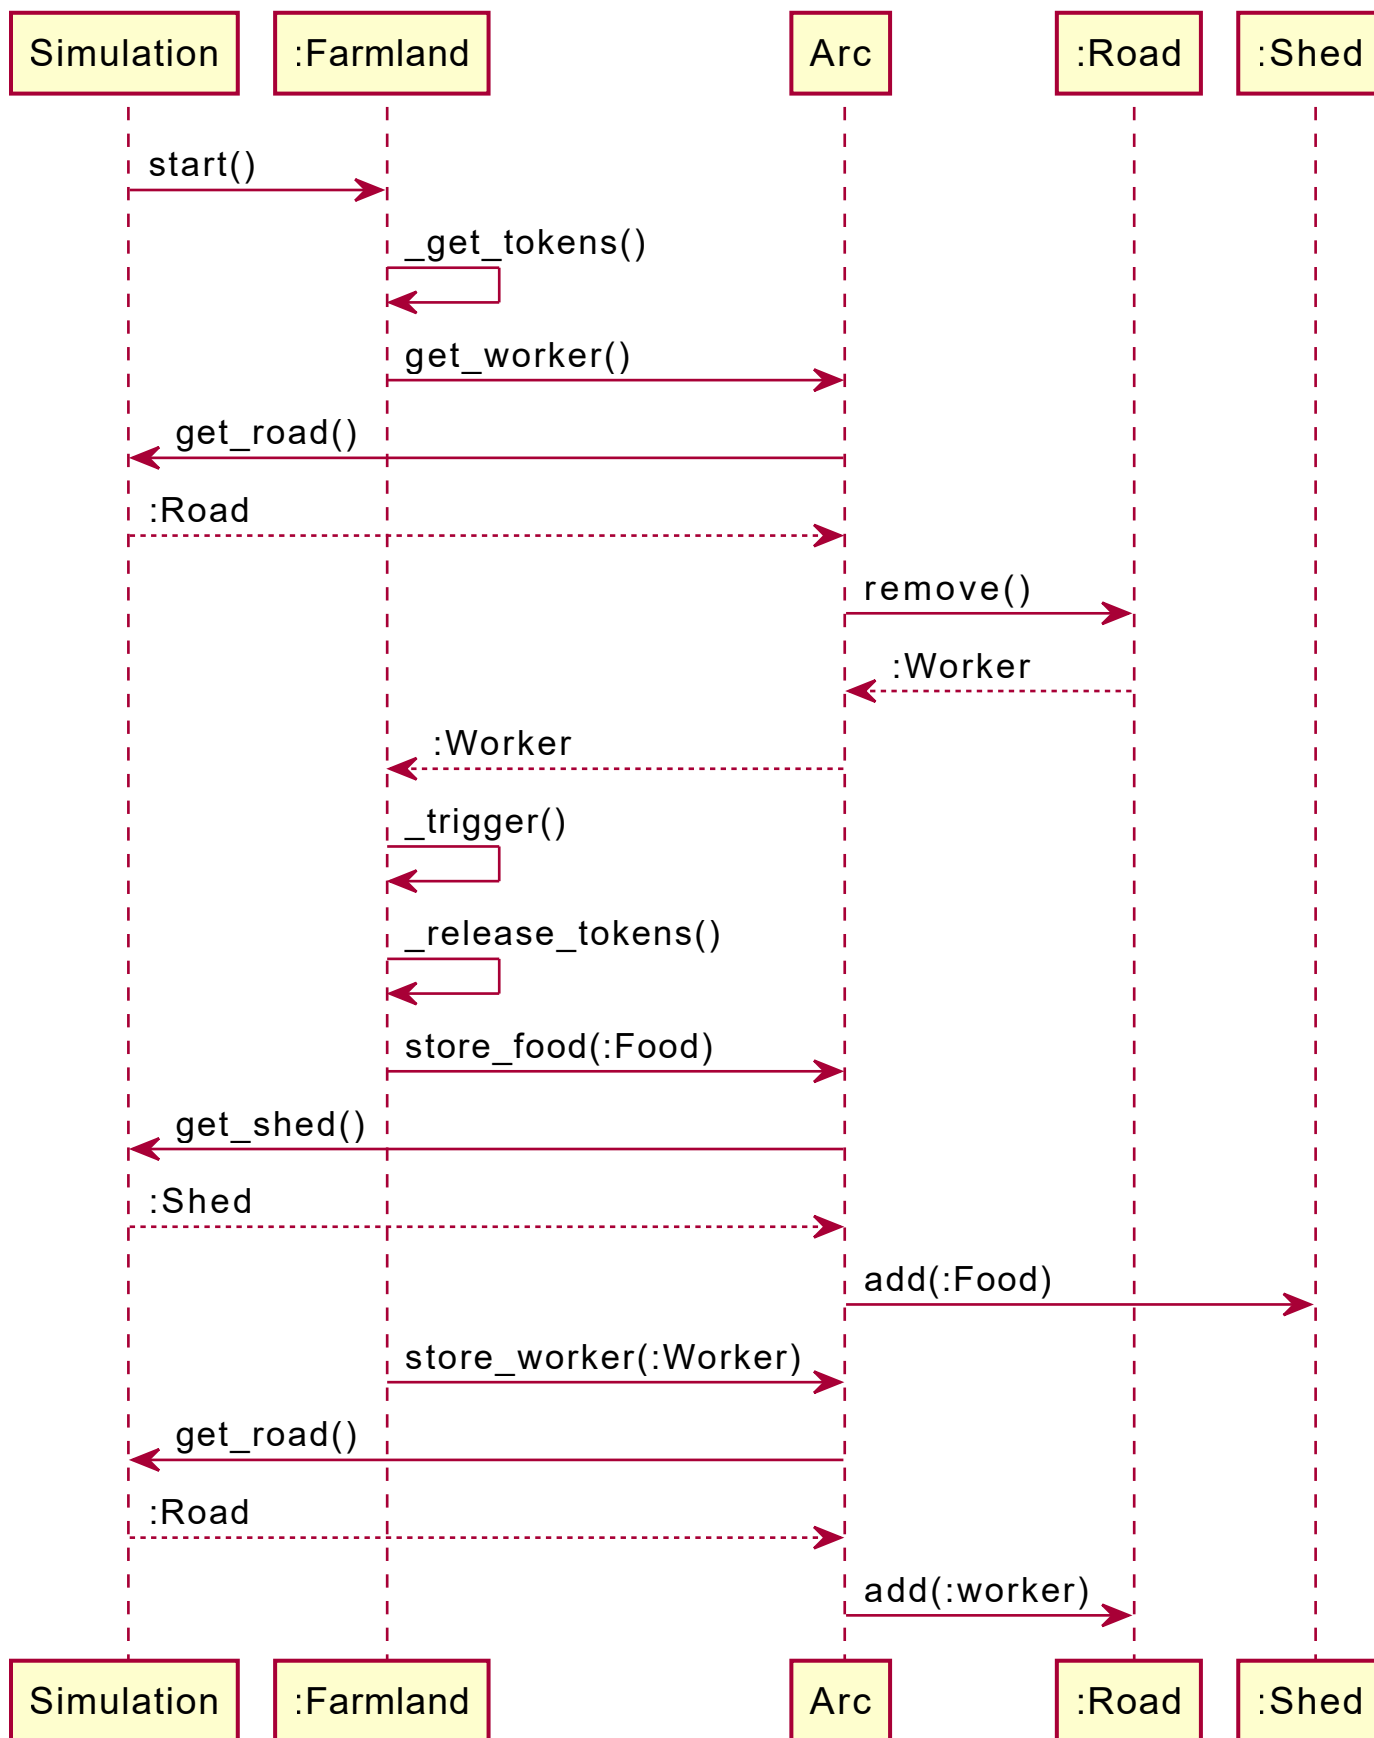 Simulation :Farmland Arc :Road :Shed
start()
_get_tokens()
get_worker()
get_road()
:Road
remove()
:Worker
:Worker
_trigger()
_release_tokens()
store_food(:Food)
get_shed()
:Shed
add(:Food)
store_worker(:Worker)
get_road()
:Road
add(:worker)
Simulation :Farmland Arc :Road :Shed